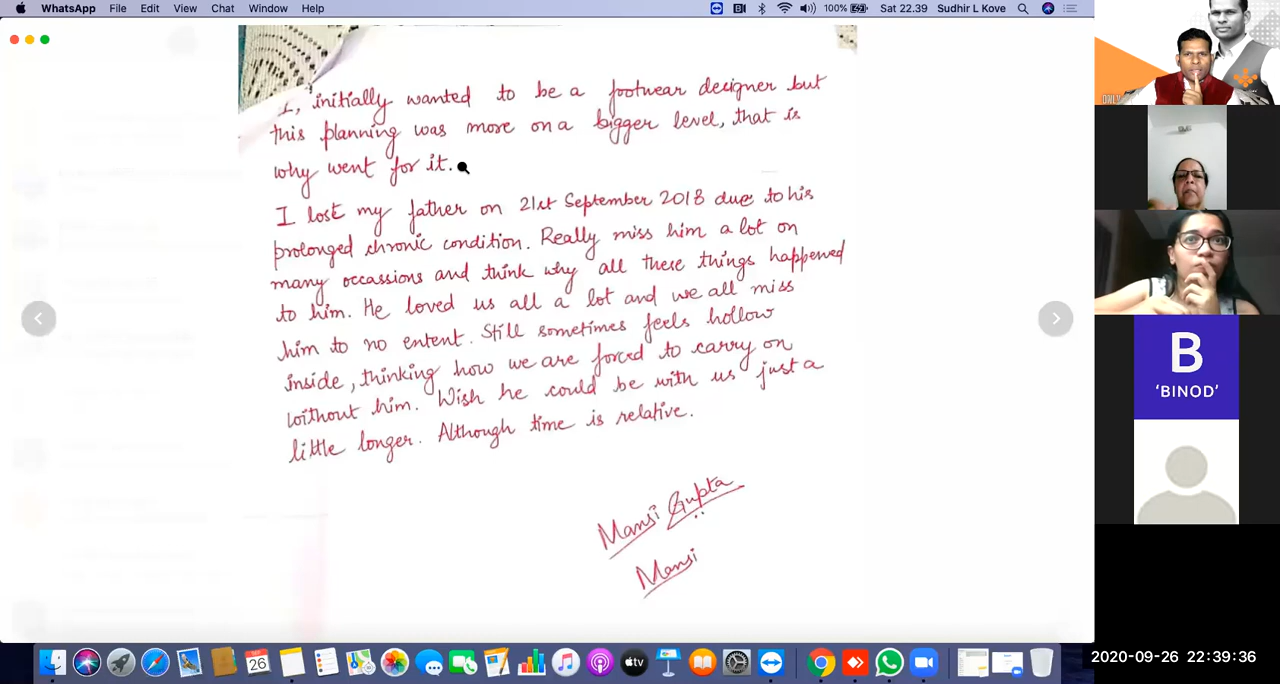 WhatsApp File Edit View Chat Window Help 100% Sat 22.39 Sudhir L Kove
I, initially wanted to be a footwear designer but
this planning was more on a bigger level, that is
why went for it.
I lost my father on 21st September 2018 due to his
prolonged chronic condition. Really miss him a lot on
many occassions and think why all these things happened
to him. He loved us all a lot and we all miss
him to no entent. Still sometimes feels hollow
inside, thinking how we are forced to carry on
without him. Wish he could be with us just a
little longer. Although time is relative.
Mansi Gupta
Mansi
B
'BINOD'
SEP
26
tv
2020-09-26 22:39:36